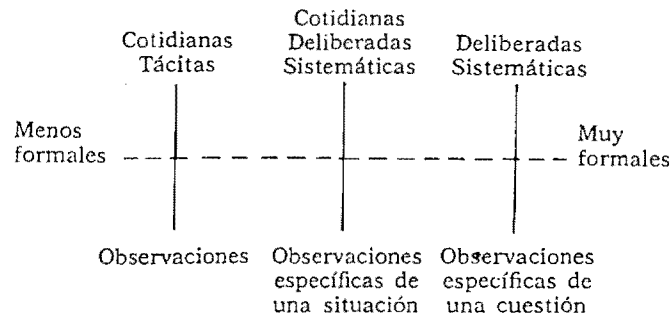 Cotidianas
Tácitas
Cotidianas
Deliberadas
Sistemáticas
Deliberadas
Sistemáticas
Menos
formales
Muy
formales
Observaciones
Observaciones
específicas de
una situación
Observaciones
específicas de
una cuestión